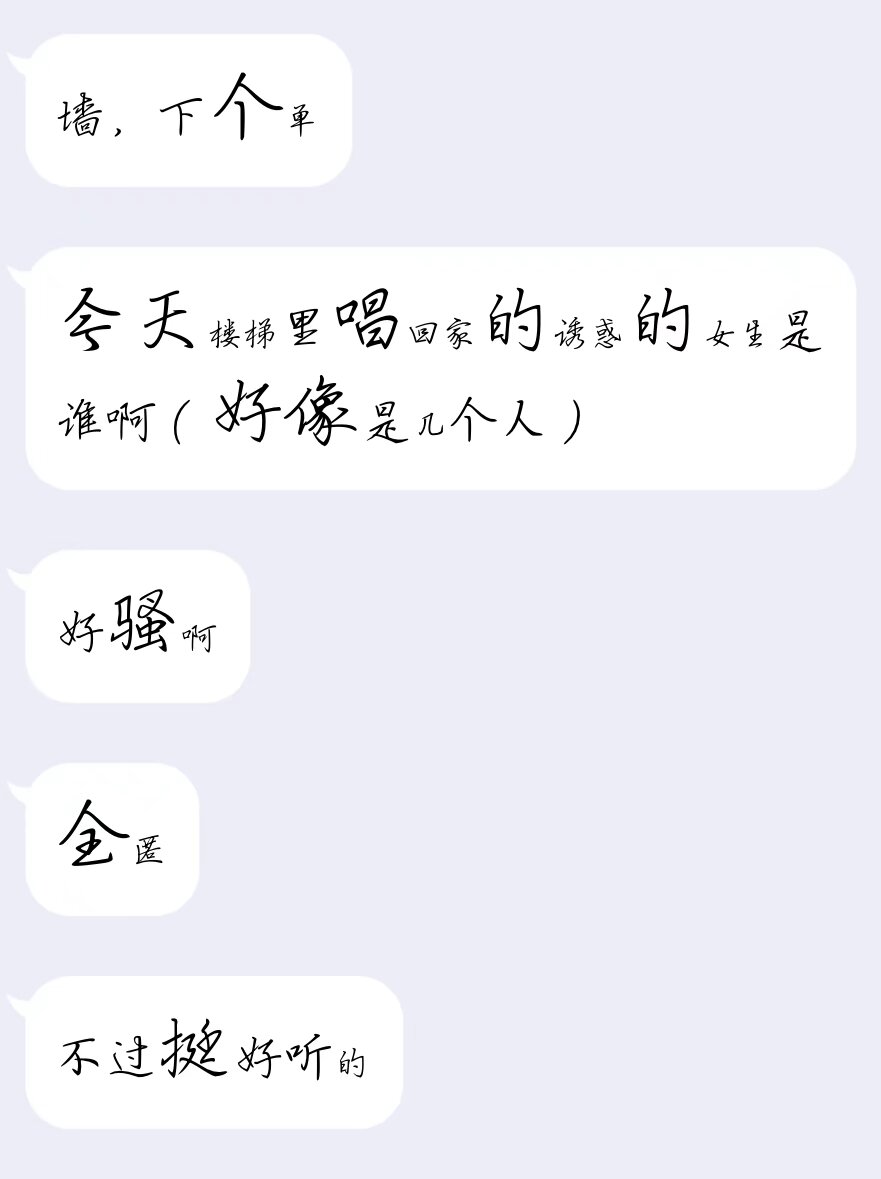 墙，下个单
今天楼梯里唱回家的诱惑的女生是
谁啊（好像是几个人）
好骚啊
全匿
不过挺好听的